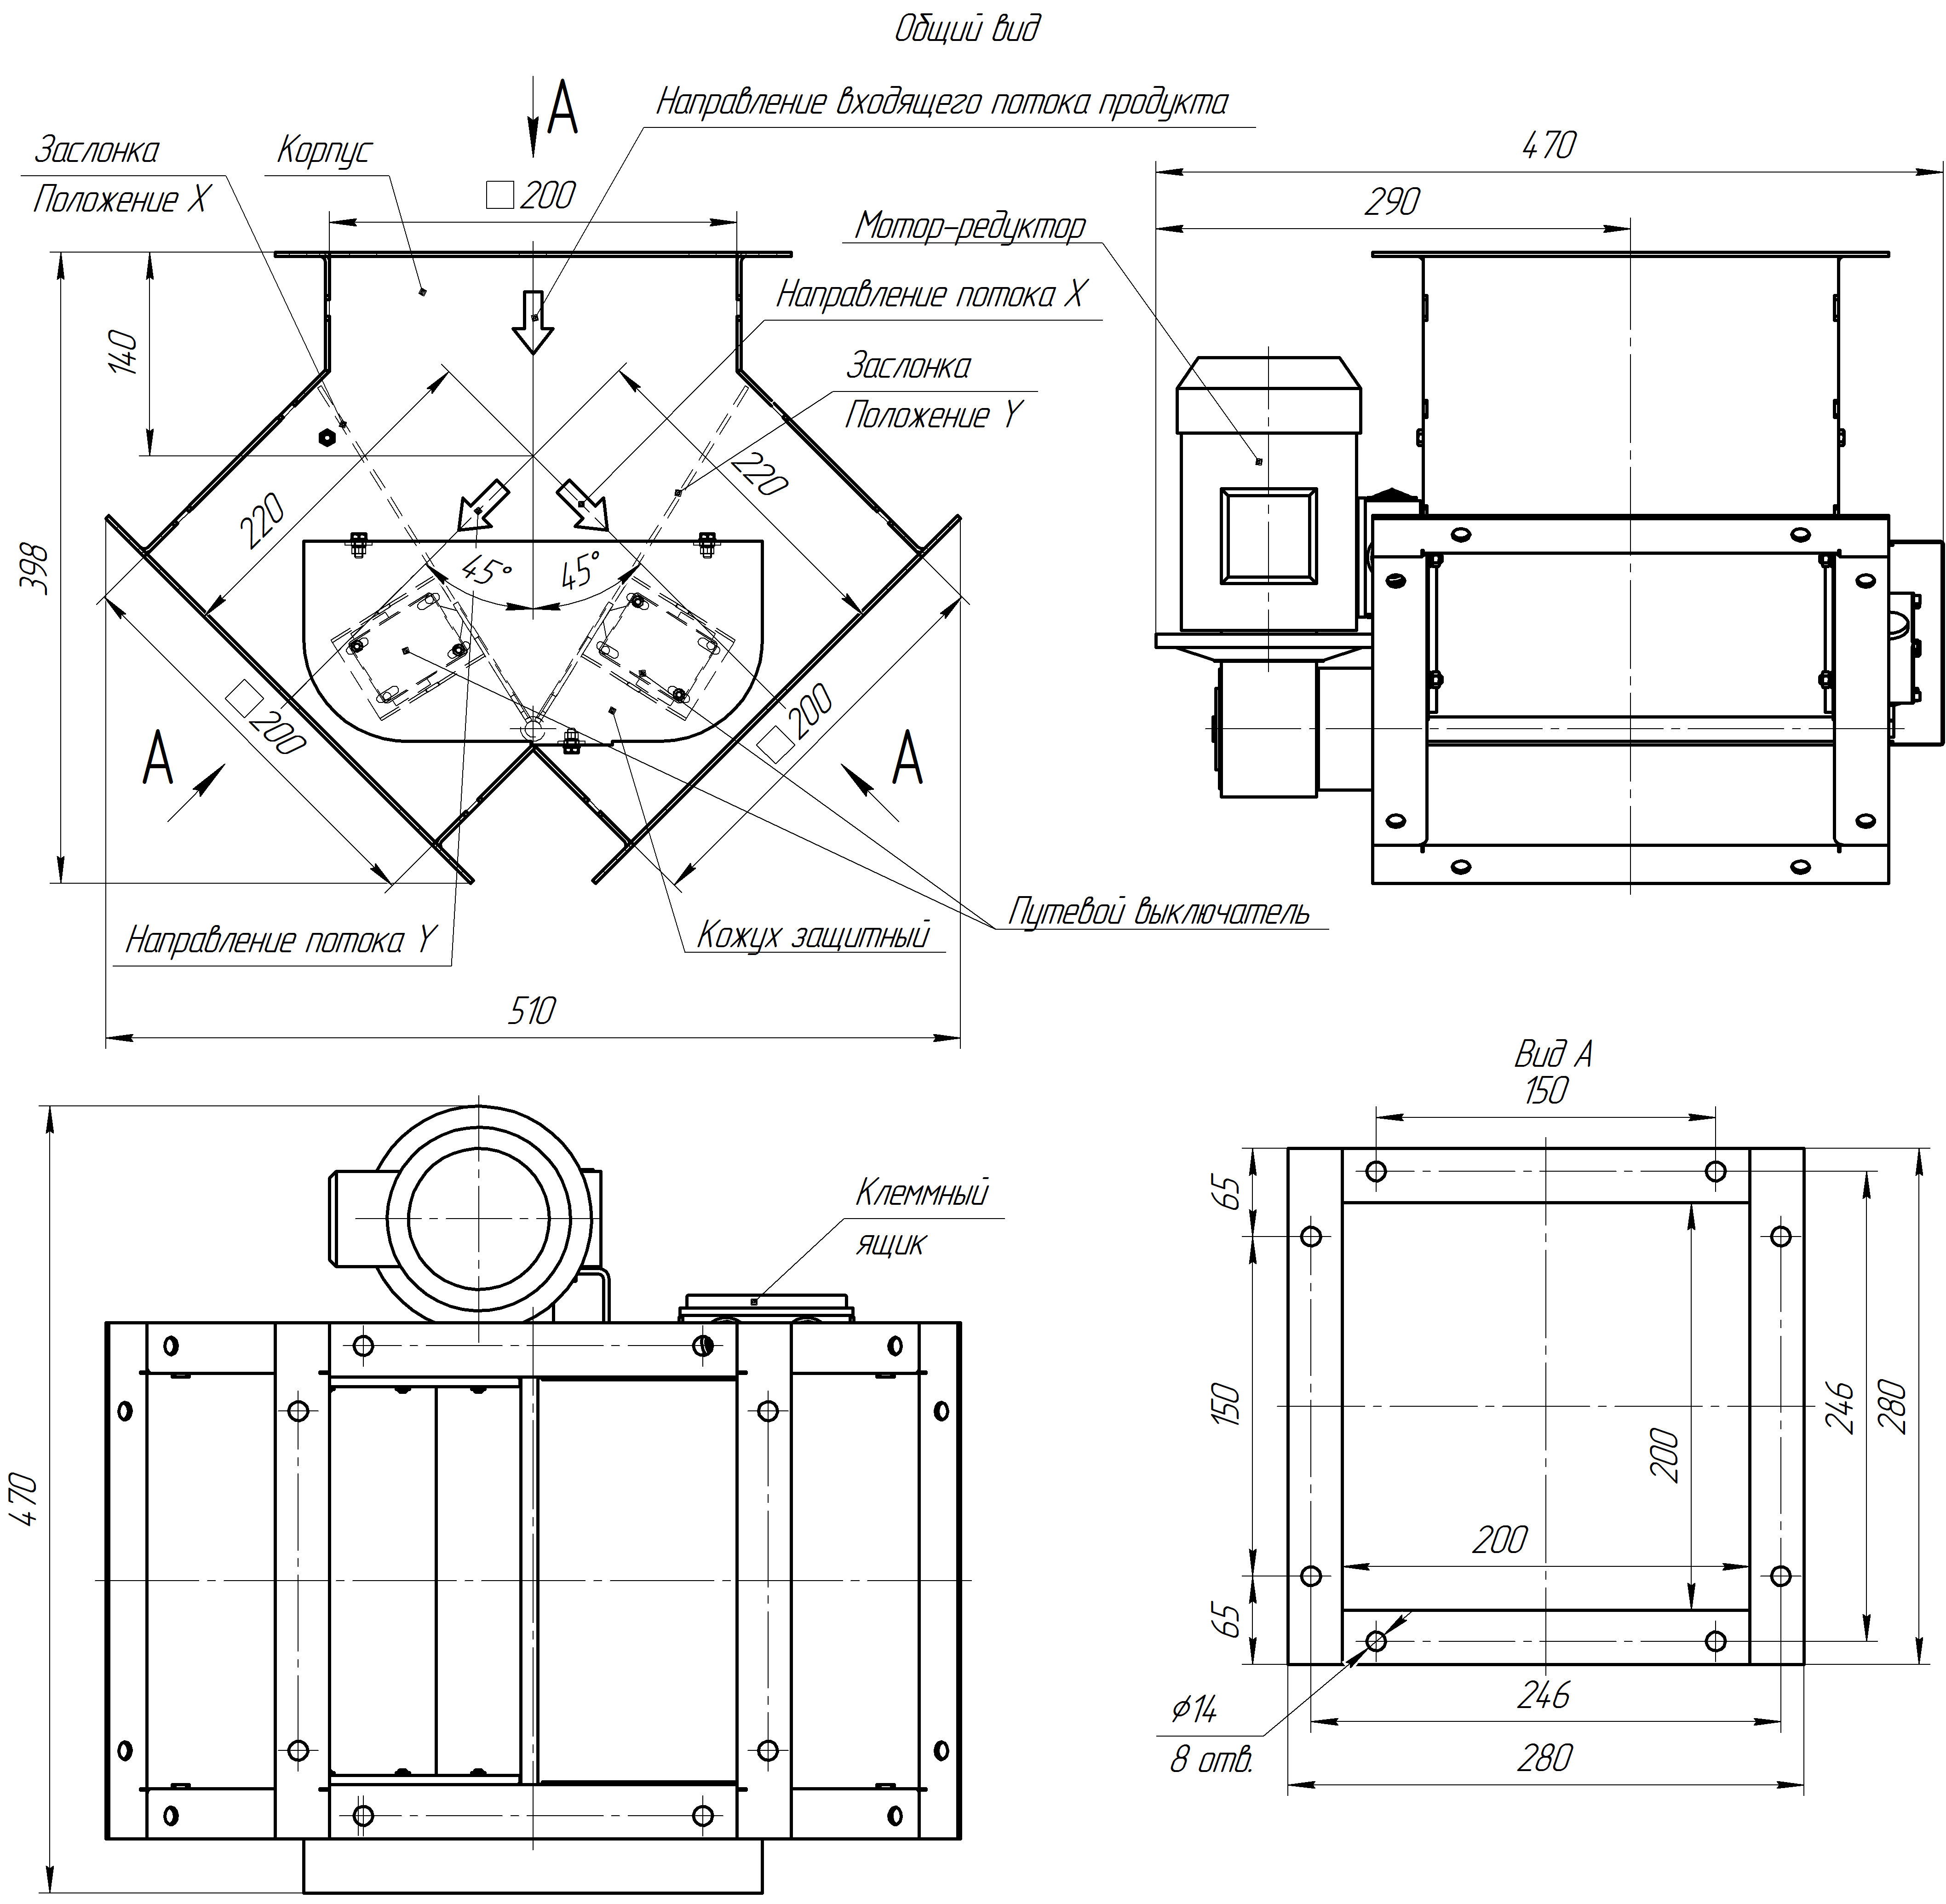 Общий вид
А
Направление входящего потока продукта
Заслонка
Положение X
Корпус
□200
470
290
Мотор-редуктор
Направление потока X
140
Заслонка
Положение Y
220
220
398
45°
45°
□200
□200
А
А
Путевой выключатель
Направление потока Y
Кожух защитный
510
Вид А
150
65
Клеммный
ящик
150
246
280
470
200
200
65
246
⌀14
8 отв.
280